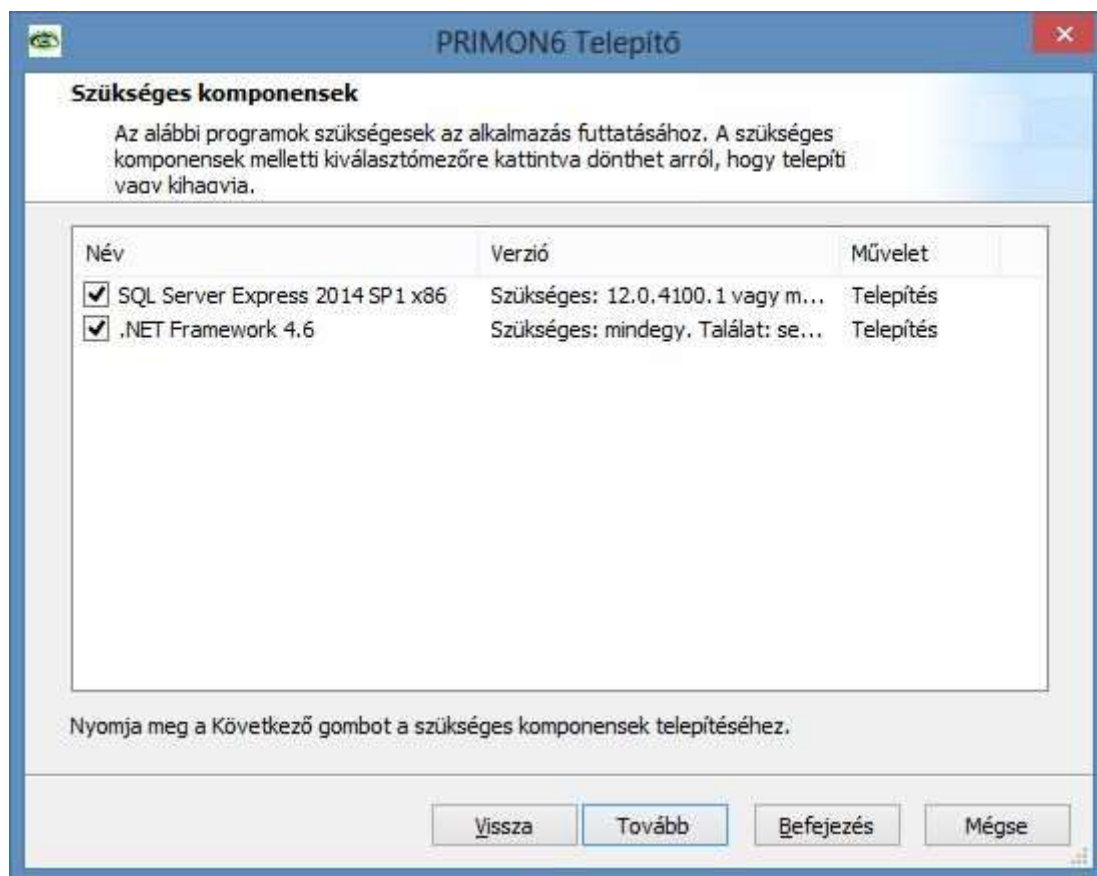 PRIMON6 Telepítő
Szükséges komponensek
Az alábbi programok szükségesek az alkalmazás futtatásához. A szükséges
komponensek melletti kiválasztómezőre kattintva dönthet arról, hogy telepíti
vagy kihagyja.
Név Verzió Művelet
SQL Server Express 2014 SP1 x86 Szükséges: 12.0.4100.1 vagy m... Telepítés
.NET Framework 4.6 Szükséges: mindegy. Találat: se... Telepítés
Nyomja meg a Következő gombot a szükséges komponensek telepítéséhez.
Vissza Tovább Befejezés Mégse